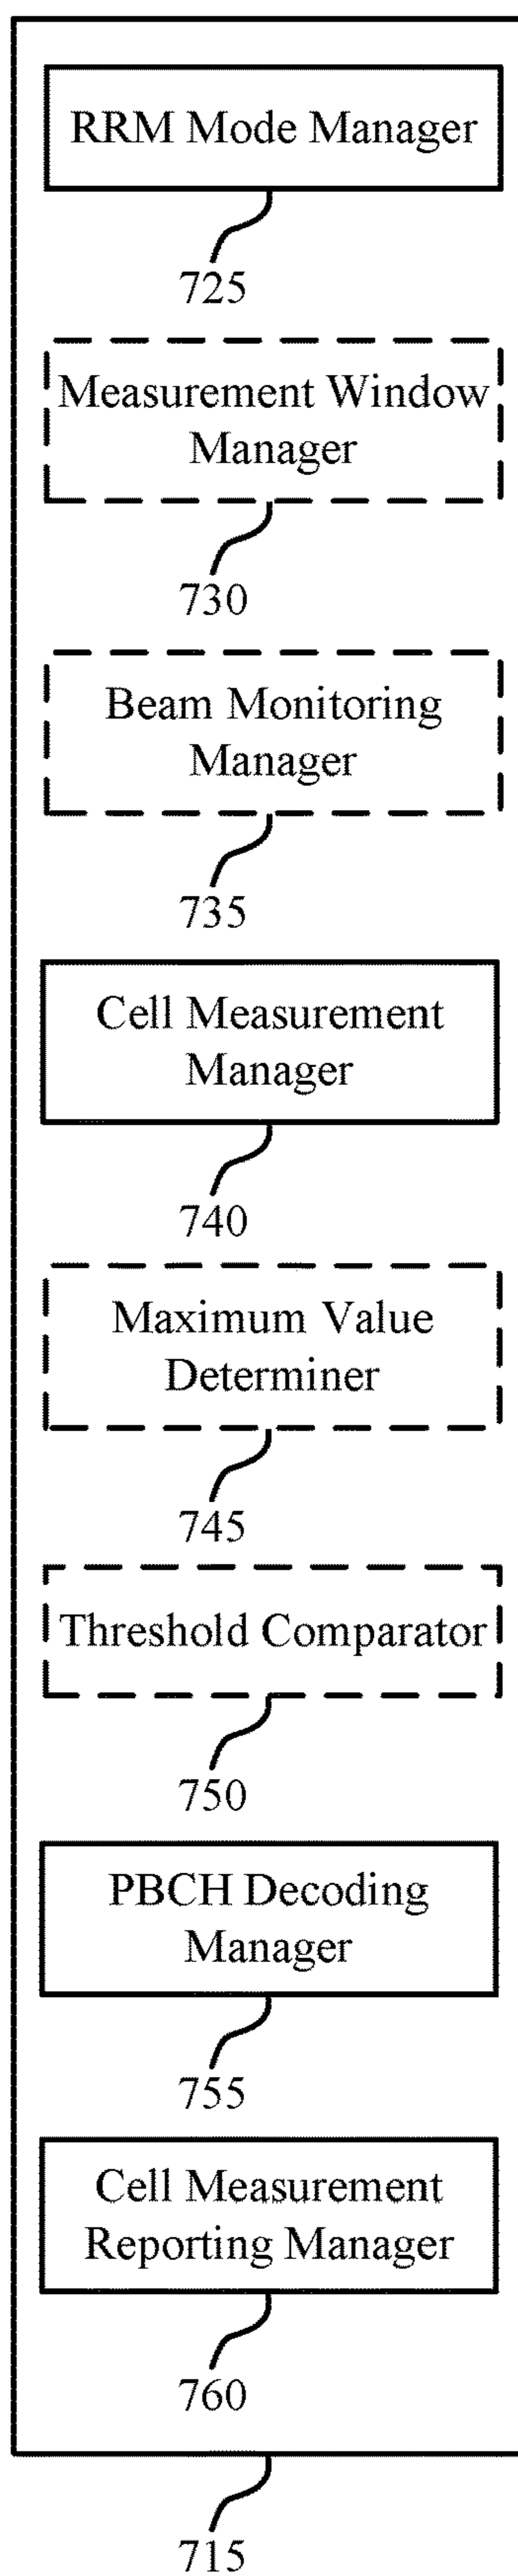 RRM Mode Manager
725
Measurement Window
Manager
730
Beam Monitoring
Manager
735
Cell Measurement
Manager
740
Maximum Value
Determiner
745
Threshold Comparator
750
PBCH Decoding
Manager
755
Cell Measurement
Reporting Manager
760
715